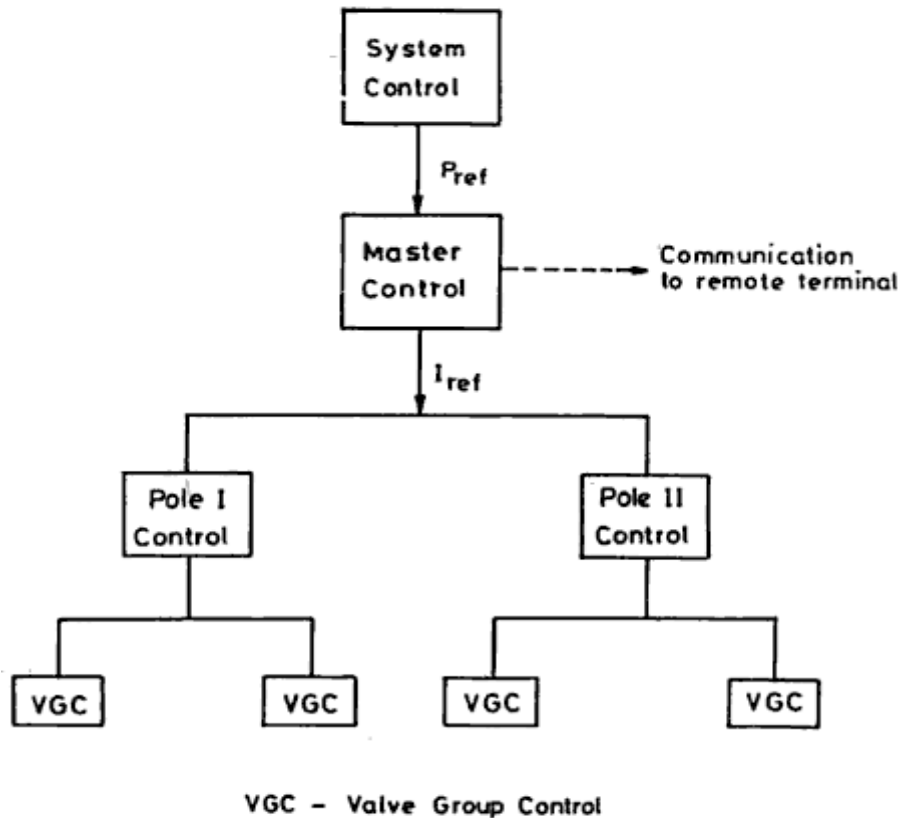 System
Control
Pref
Master
Control
Communication
to remote terminal
Iref
Pole I
Control
Pole II
Control
VGC
VGC
VGC
VGC
VGC - Valve Group Control